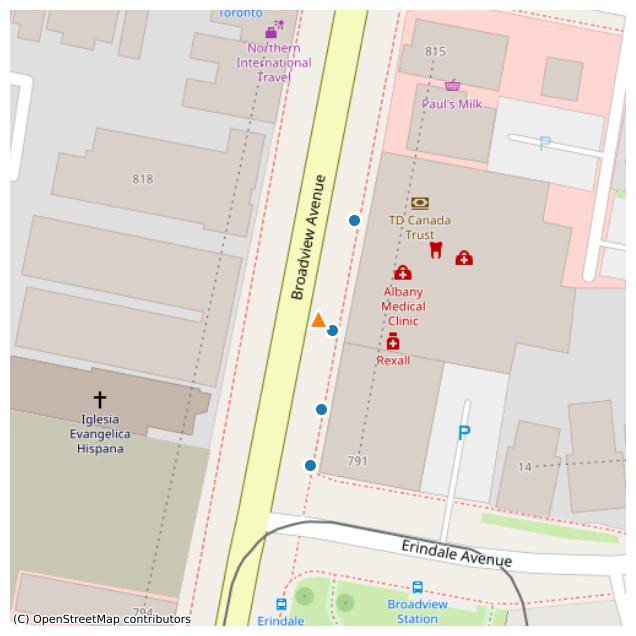 Toronto
Northern
International
Travel
815
Paul's Milk
P
818
Broadview Avenue
TD Canada
Trust
Albany
Medical
Clinic
Rexall
Iglesia
Evangelica
Hispana
P
791
14
Erindale Avenue
Broadview
Station
794
Erindale
(C) OpenStreetMap contributors